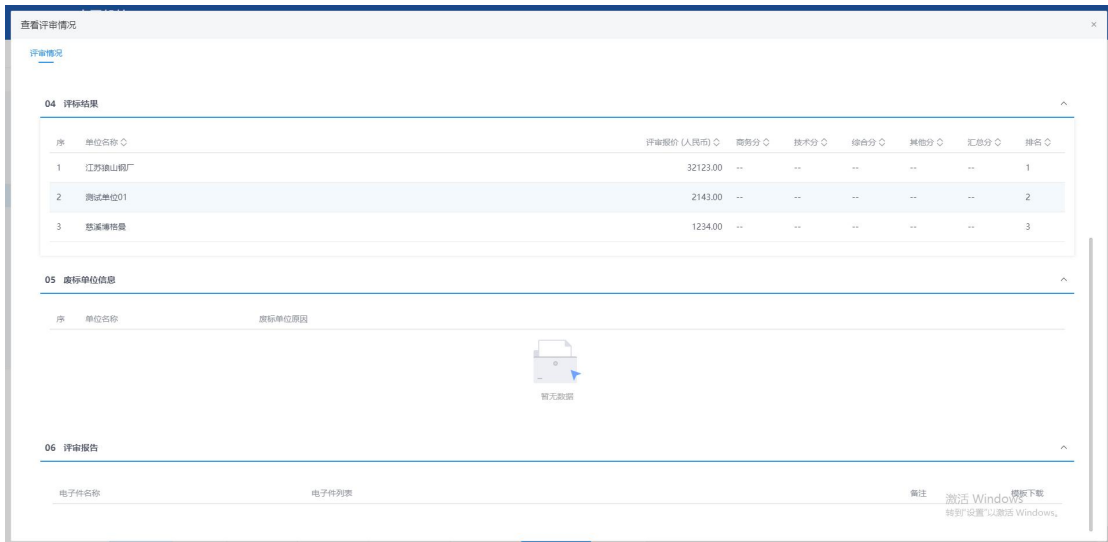 查看评审情况 ×
评审情况
04 评标结果
序 单位名称 评审报价 (人民币) 商务分 技术分 综合分 其他分 汇总分 排名
1 江苏狼山钢厂 32123.00 -- -- -- -- -- 1
2 测试单位01 2143.00 -- -- -- -- -- 2
3 慈溪博格曼 1234.00 -- -- -- -- -- 3
05 废标单位信息
序 单位名称 废标单位原因
暂无数据
06 评审报告
电子件名称 电子件列表 备注 模板下载
激活 Windows
转到"设置"以激活 Windows。